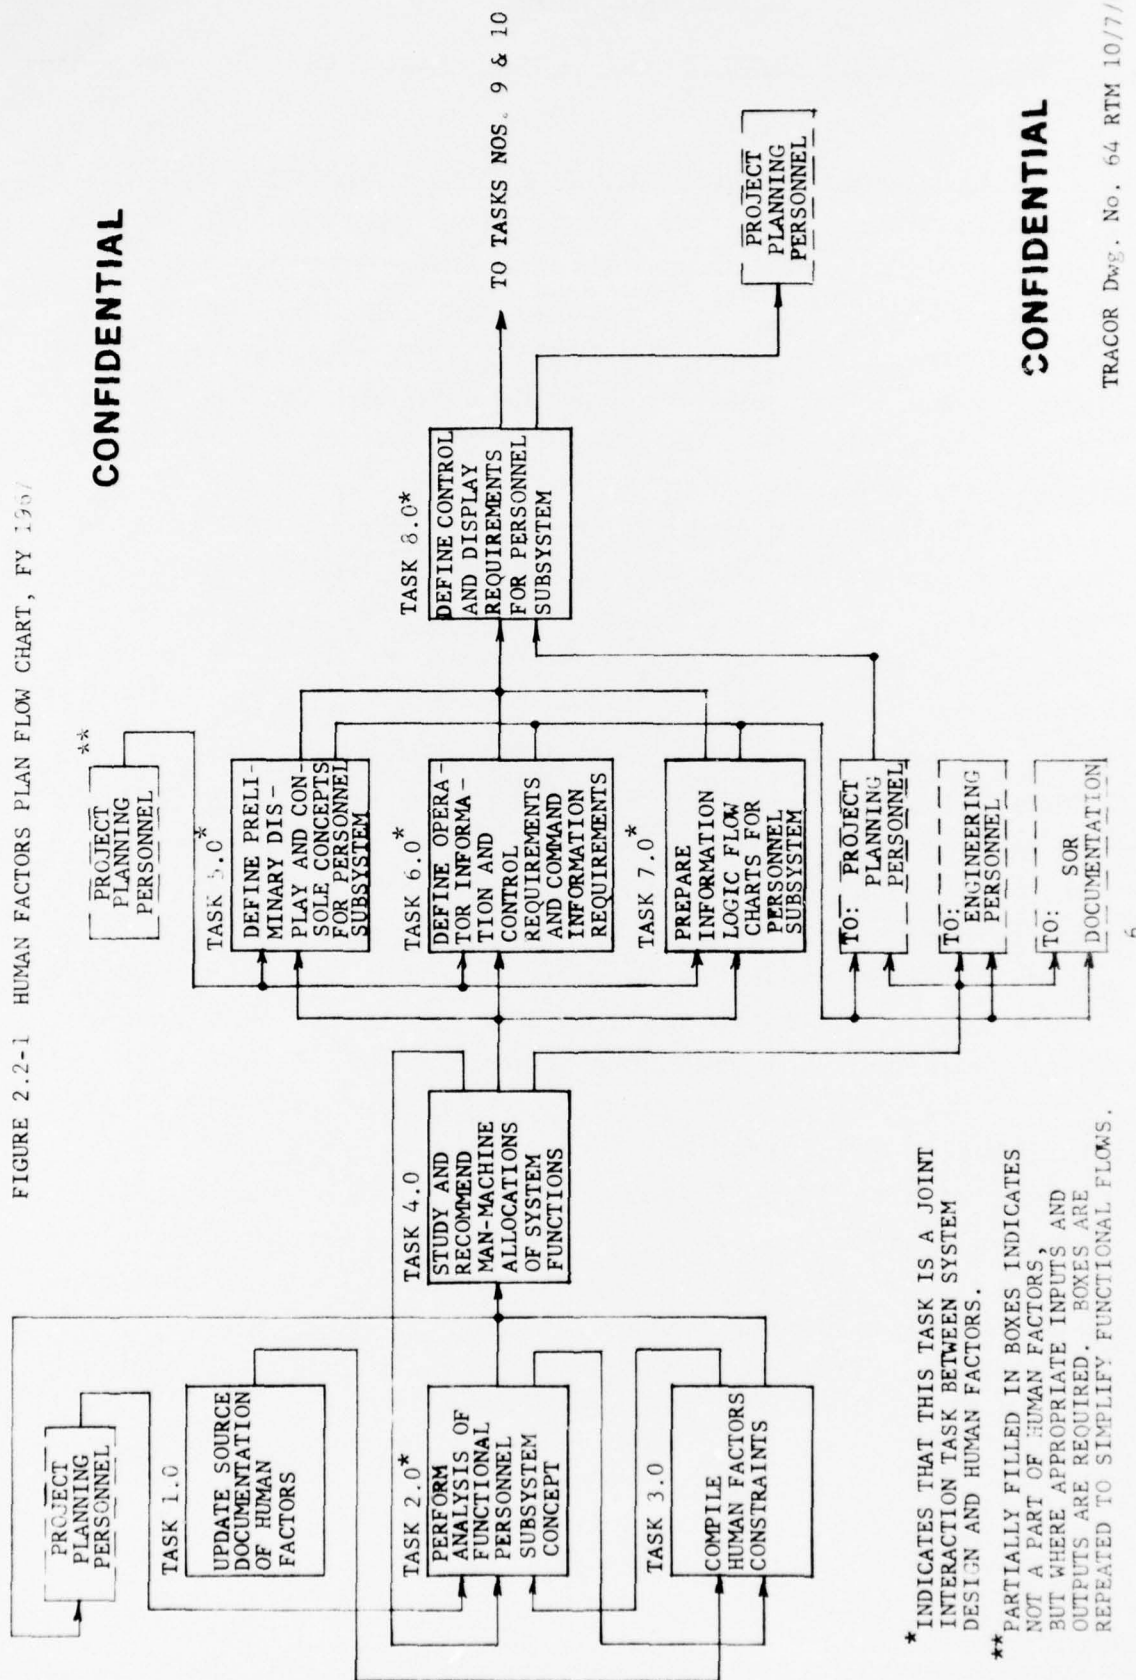 FIGURE 2.2-1 HUMAN FACTORS PLAN FLOW CHART, FY 1967
CONFIDENTIAL
PROJECT
PLANNING
PERSONNEL
TASK 1.0
UPDATE SOURCE
DOCUMENTATION
OF HUMAN
FACTORS
TASK 2.0*
PERFORM
ANALYSIS OF
FUNCTIONAL
PERSONNEL
SUBSYSTEM
CONCEPT
TASK 3.0
COMPILE
HUMAN FACTORS
CONSTRAINTS
TASK 4.0
STUDY AND
RECOMMEND
MAN-MACHINE
ALLOCATIONS
OF SYSTEM
FUNCTIONS
**
PROJECT
PLANNING
PERSONNEL
TASK 5.0*
DEFINE PRELI-
MINARY DIS-
PLAY AND CON-
SOLE CONCEPTS
FOR PERSONNEL
SUBSYSTEM
TASK 6.0*
DEFINE OPERA-
TOR INFORMA-
TION AND
CONTROL
REQUIREMENTS
AND COMMAND
INFORMATION
REQUIREMENTS
TASK 7.0*
PREPARE
INFORMATION
LOGIC FLOW
CHARTS FOR
PERSONNEL
SUBSYSTEM
TO: PROJECT
PLANNING
PERSONNEL
TO:
ENGINEERING
PERSONNEL
TO:
SOR
DOCUMENTATION
TASK 8.0*
DEFINE CONTROL
AND DISPLAY
REQUIREMENTS
FOR PERSONNEL
SUBSYSTEM
TO TASKS NOS. 9 & 10
PROJECT
PLANNING
PERSONNEL
* INDICATES THAT THIS TASK IS A JOINT
INTERACTION TASK BETWEEN SYSTEM
DESIGN AND HUMAN FACTORS.
** PARTIALLY FILLED IN BOXES INDICATES
NOT A PART OF HUMAN FACTORS,
BUT WHERE APPROPRIATE INPUTS AND
OUTPUTS ARE REQUIRED. BOXES ARE
REPEATED TO SIMPLIFY FUNCTIONAL FLOWS.
6
CONFIDENTIAL
TRACOR Dwg. No. 64 RTM 10/7/